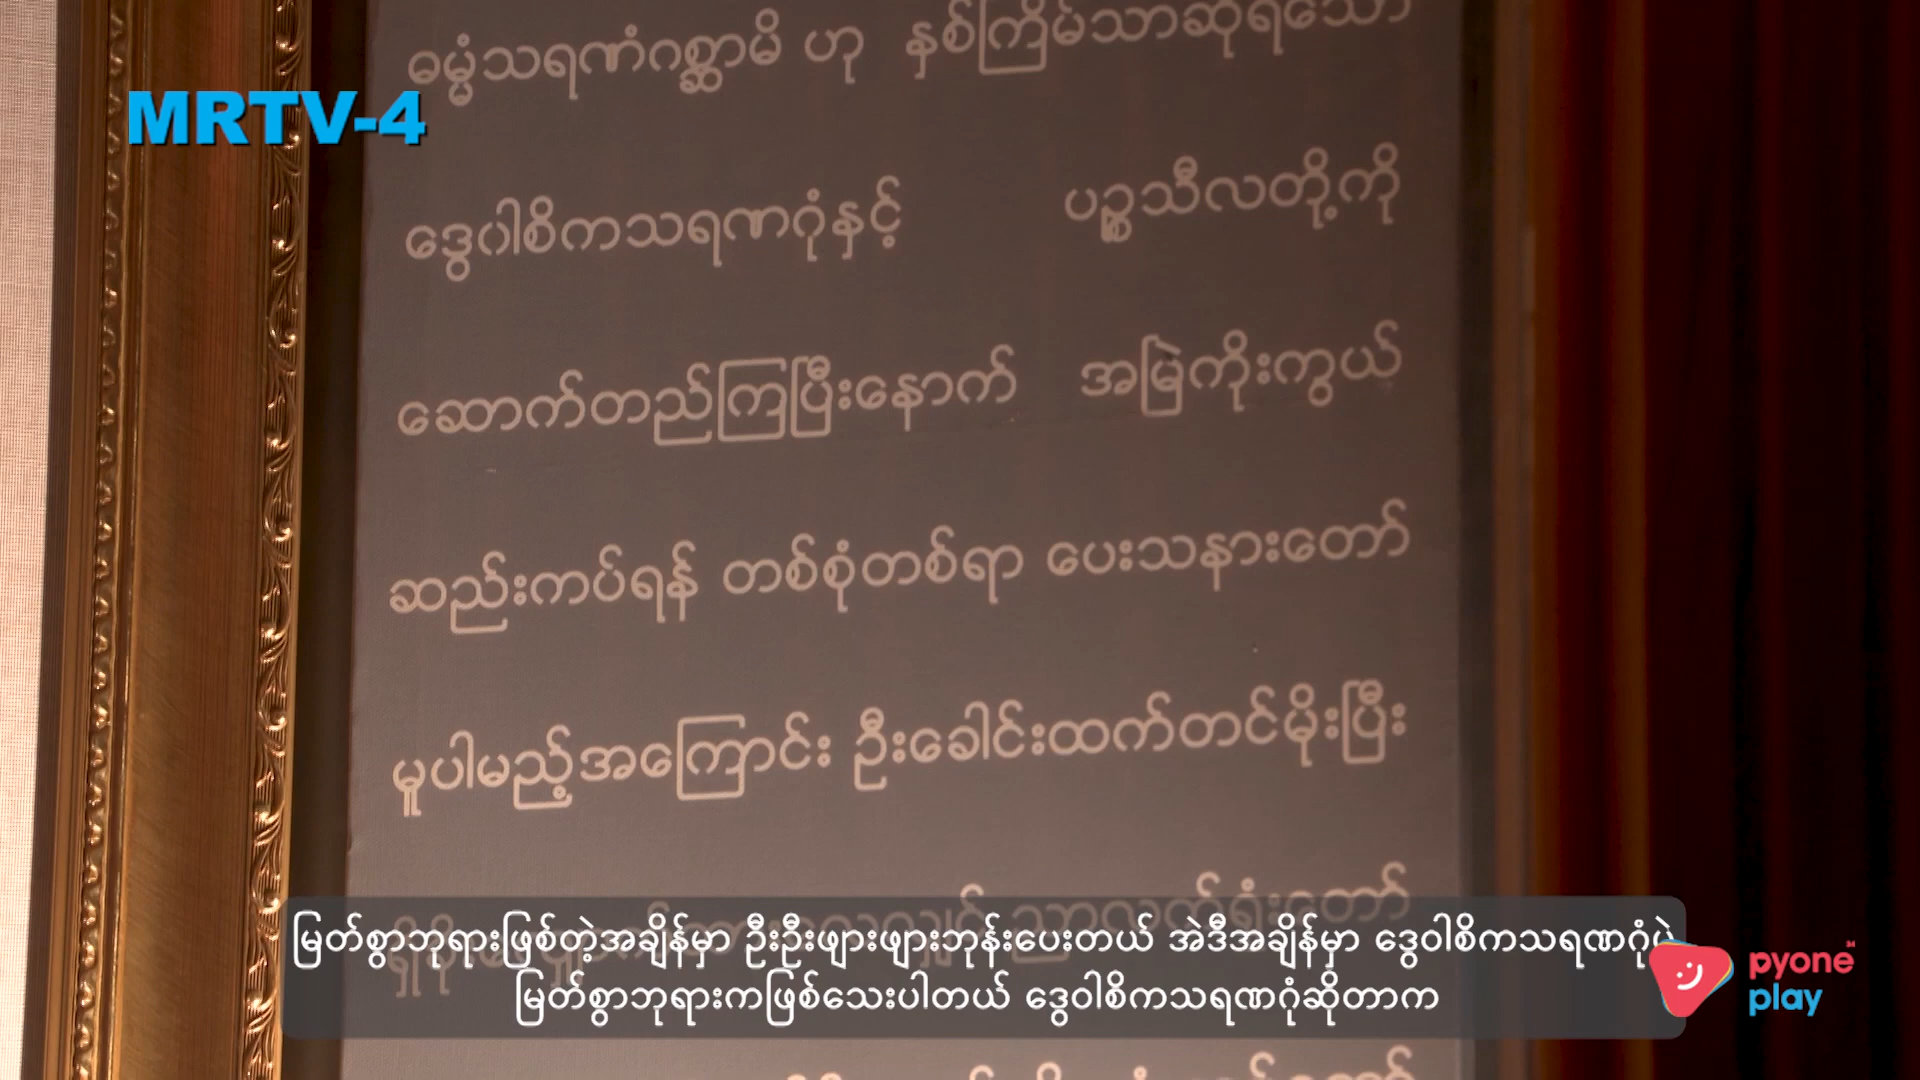 ဓမ္မံသရဏံဂစ္ဆာမိ ဟု နှစ်ကြိမ်သာဆိုရသော
MRTV-4
ဒွေဝါစိကသရဏဂုံနှင့် ပဉ္စသီလတို့ကို
ဆောက်တည်ကြပြီးနောက် အမြဲကိုးကွယ်
ဆည်းကပ်ရန် တစ်စုံတစ်ရာ ပေးသနားတော်
မူပါမည့်အကြောင်း ဦးခေါင်းထက်တင်မိုးပြီး
မြတ်စွာဘုရားဖြစ်တဲ့အချိန်မှာ ဦးဦးဖျားဖျားဘုန်းပေးတယ် အဲဒီအချိန်မှာ ဒွေဝါစိကသရဏဂုံပဲ
မြတ်စွာဘုရားကဖြစ်သေးပါတယ် ဒွေဝါစိကသရဏဂုံဆိုတာက
pyone
play